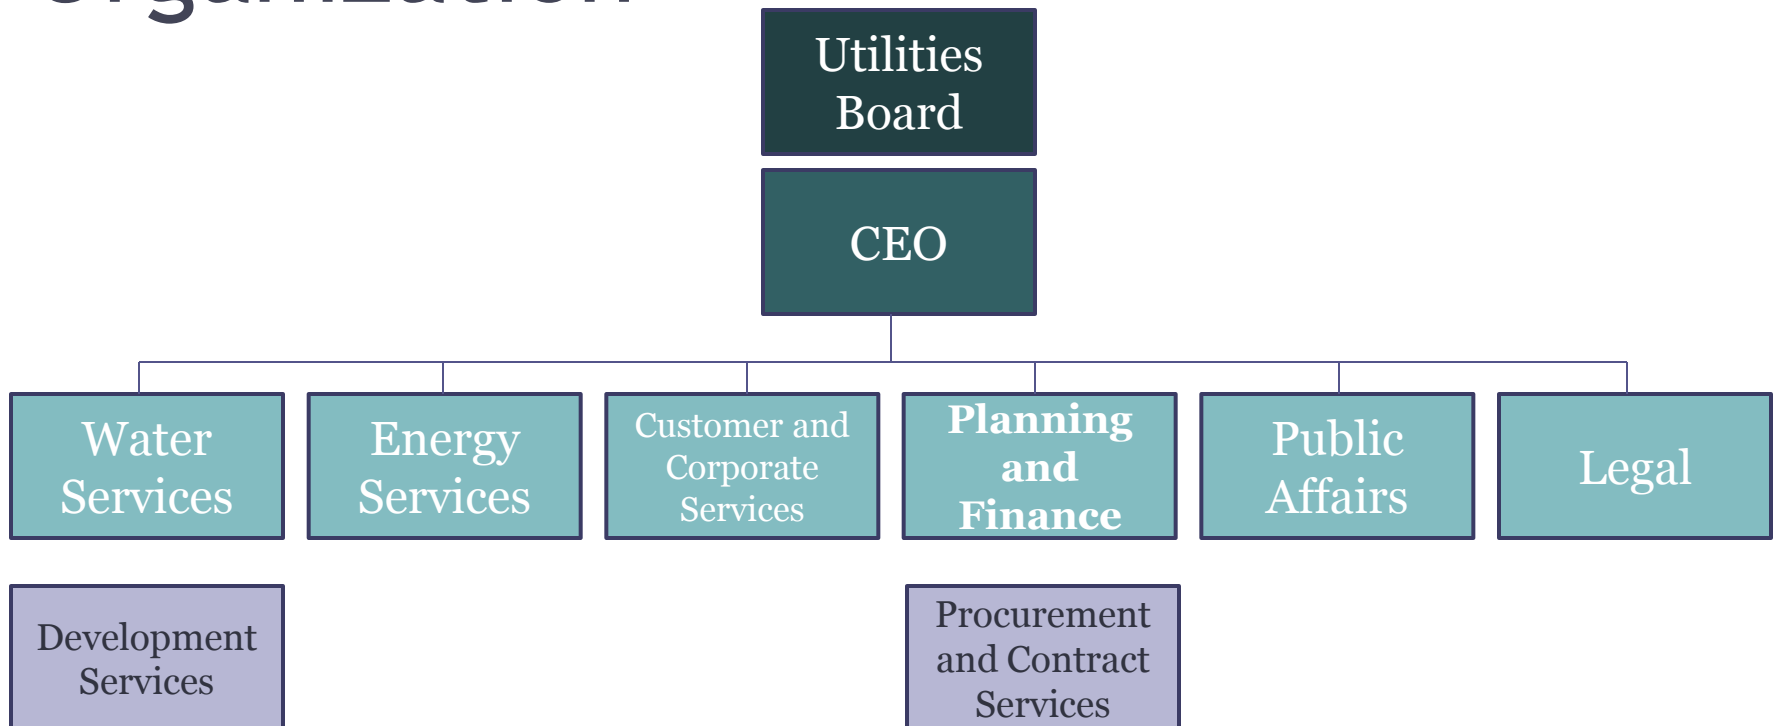 Organization
Utilities
Board
CEO
Water
Services
Energy
Services
Customer and
Corporate
Services
Planning
and
Finance
Public
Affairs
Legal
Development
Services
Procurement
and Contract
Services